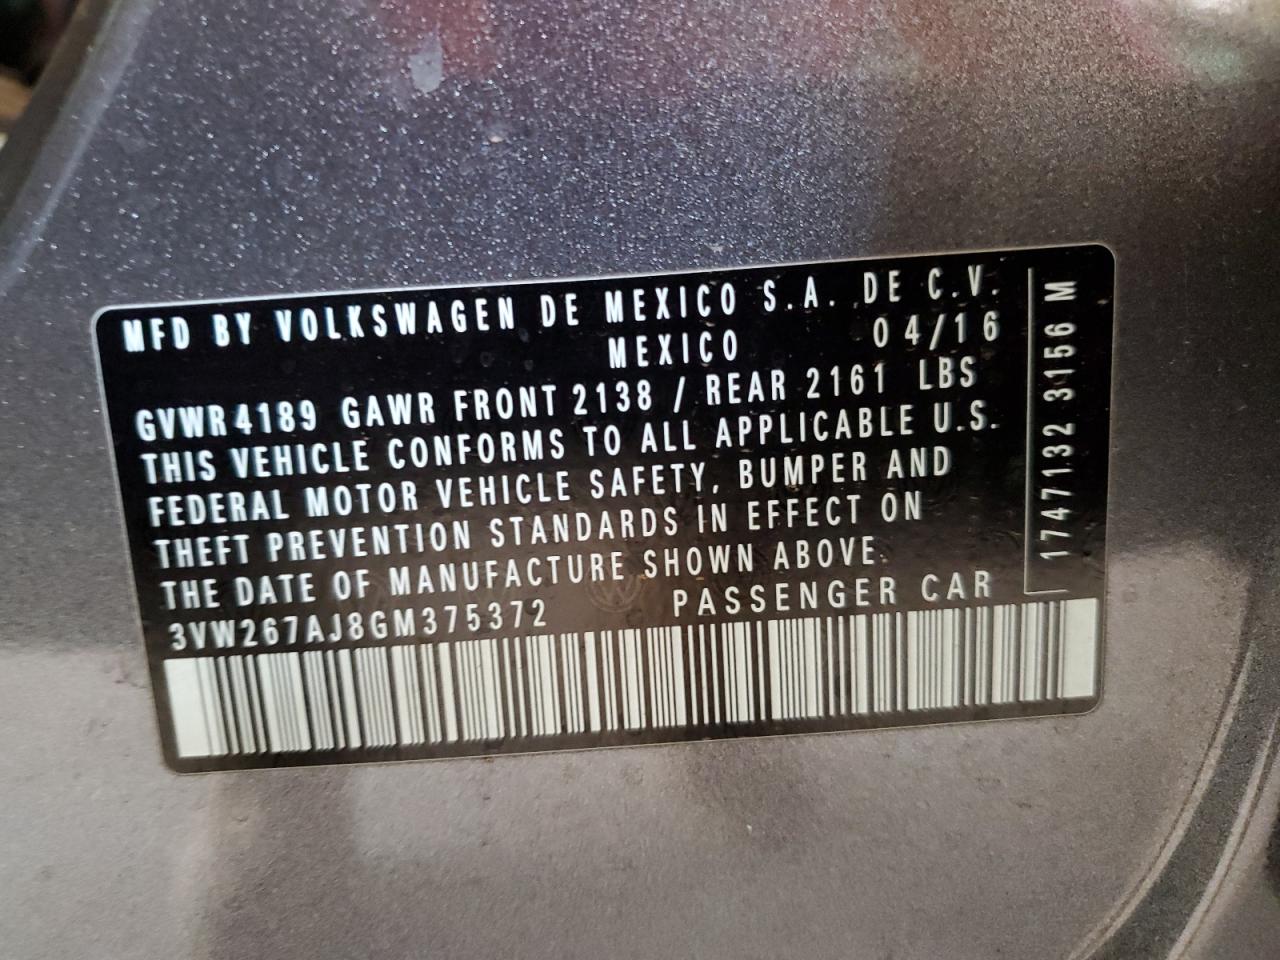 MFD BY VOLKSWAGEN DE MEXICO S.A. DE C.V.
MEXICO 04/16
GVWR 4189 GAWR FRONT 2138 / REAR 2161 LBS
THIS VEHICLE CONFORMS TO ALL APPLICABLE U.S.
FEDERAL MOTOR VEHICLE SAFETY, BUMPER AND
THEFT PREVENTION STANDARDS IN EFFECT ON
THE DATE OF MANUFACTURE SHOWN ABOVE.
3VW267AJ8GM375372 PASSENGER CAR
1747132 3156 M